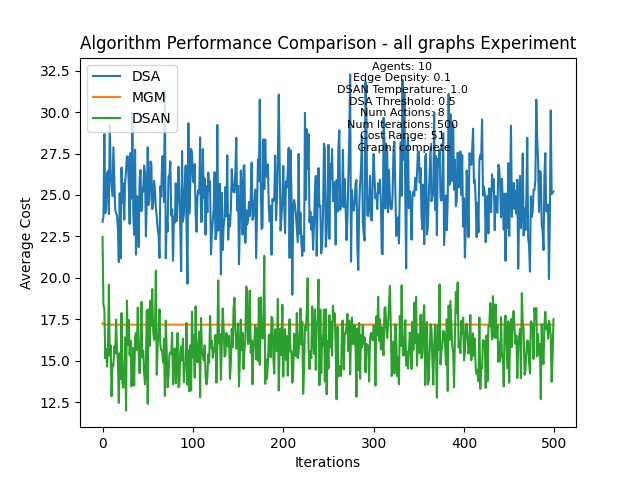 Algorithm Performance Comparison - all graphs Experiment
DSA
MGM
DSAN
Agents: 10
Edge Density: 0.1
DSAN Temperature: 1.0
DSA Threshold: 0.5
Num Actions: 8
Num Iterations: 500
Cost Range: 51
Graph: complete
Average Cost
32.5
30.0
27.5
25.0
22.5
20.0
17.5
15.0
12.5
0 100 200 300 400 500
Iterations